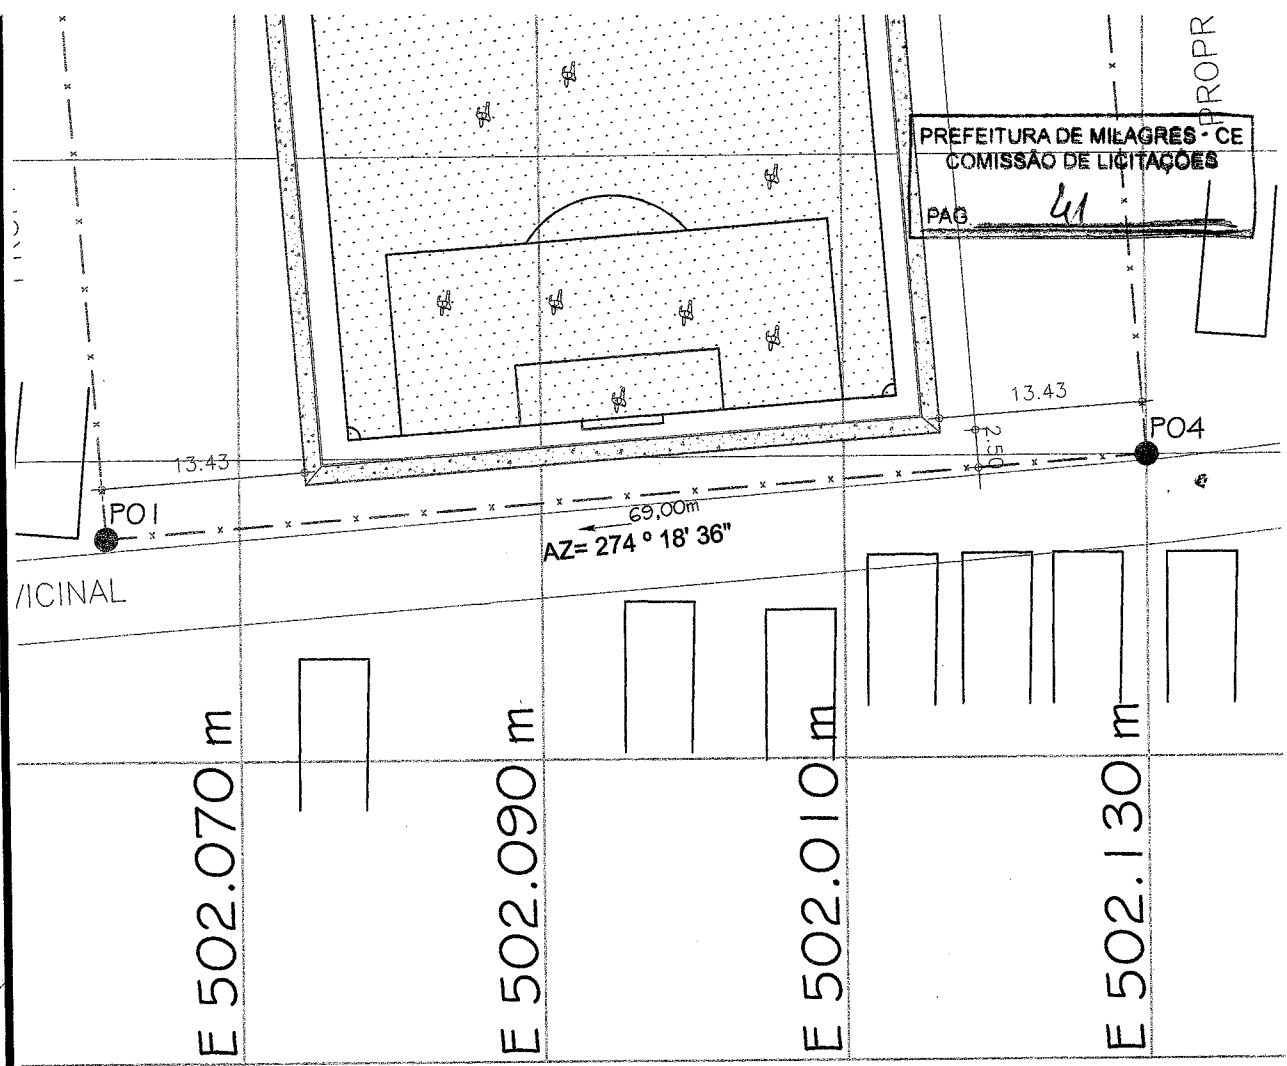 PROPR
PREFEITURA DE MILAGRES - CE
COMISSÃO DE LICITAÇÕES
PAG 41
13.43
PO4
2.50
13.43
PO1
69,00m
AZ= 274 º 18' 36"
VICINAL
E 502.070 m
E 502.090 m
E 502.010 m
E 502.130 m